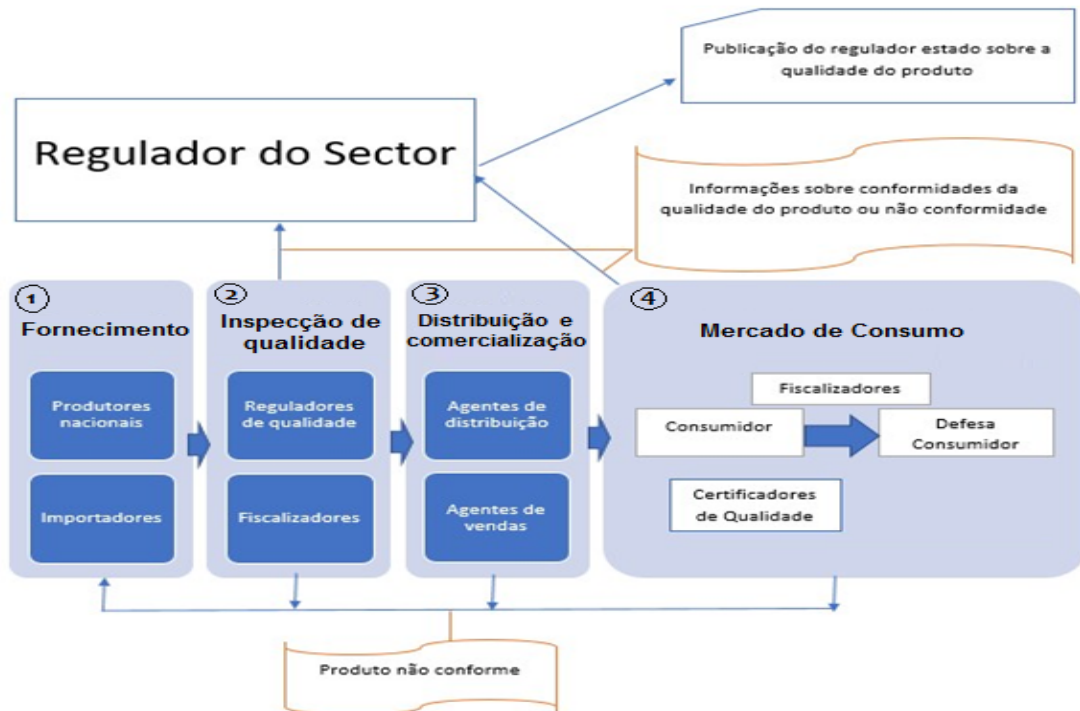 Publicação do regulador estado sobre a
qualidade do produto
Regulador do Sector
Informações sobre conformidades da
qualidade do produto ou não conformidade
1
Fornecimento
Produtores
nacionais
Importadores
2
Inspecção de
qualidade
Reguladores
de qualidade
Fiscalizadores
3
Distribuição e
comercialização
Agentes de
distribuição
Agentes de
vendas
4
Mercado de Consumo
Fiscalizadores
Consumidor
Defesa
Consumidor
Certificadores
de Qualidade
Produto não conforme